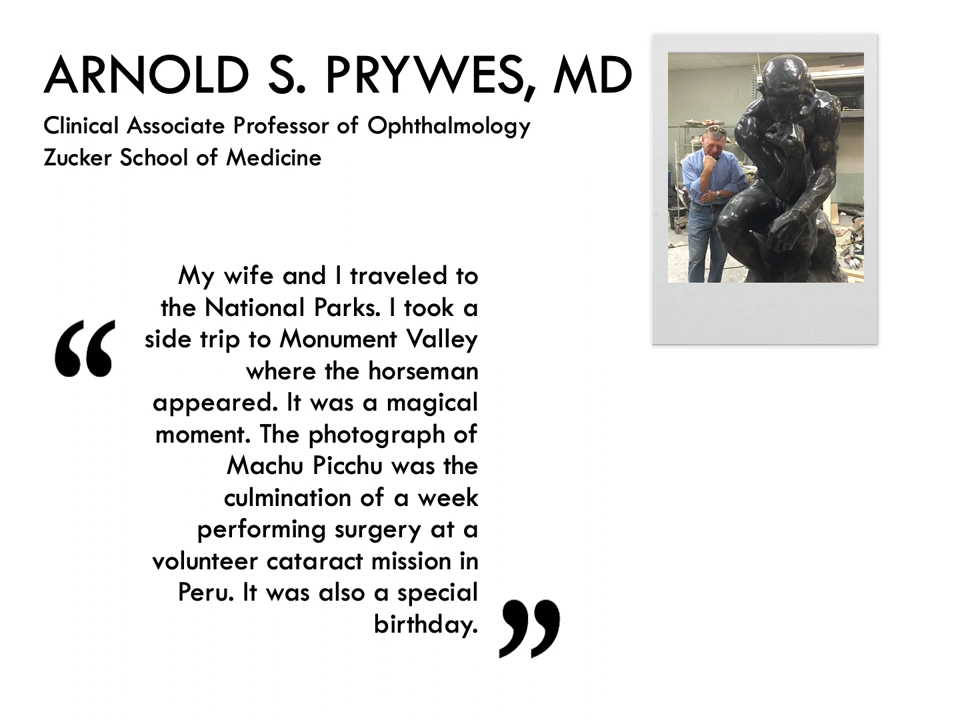 ARNOLD S. PRYWES, MD
Clinical Associate Professor of Ophthalmology
Zucker School of Medicine
“
My wife and I traveled to
the National Parks. I took a
side trip to Monument Valley
where the horseman
appeared. It was a magical
moment. The photograph of
Machu Picchu was the
culmination of a week
performing surgery at a
volunteer cataract mission in
Peru. It was also a special
birthday.
”